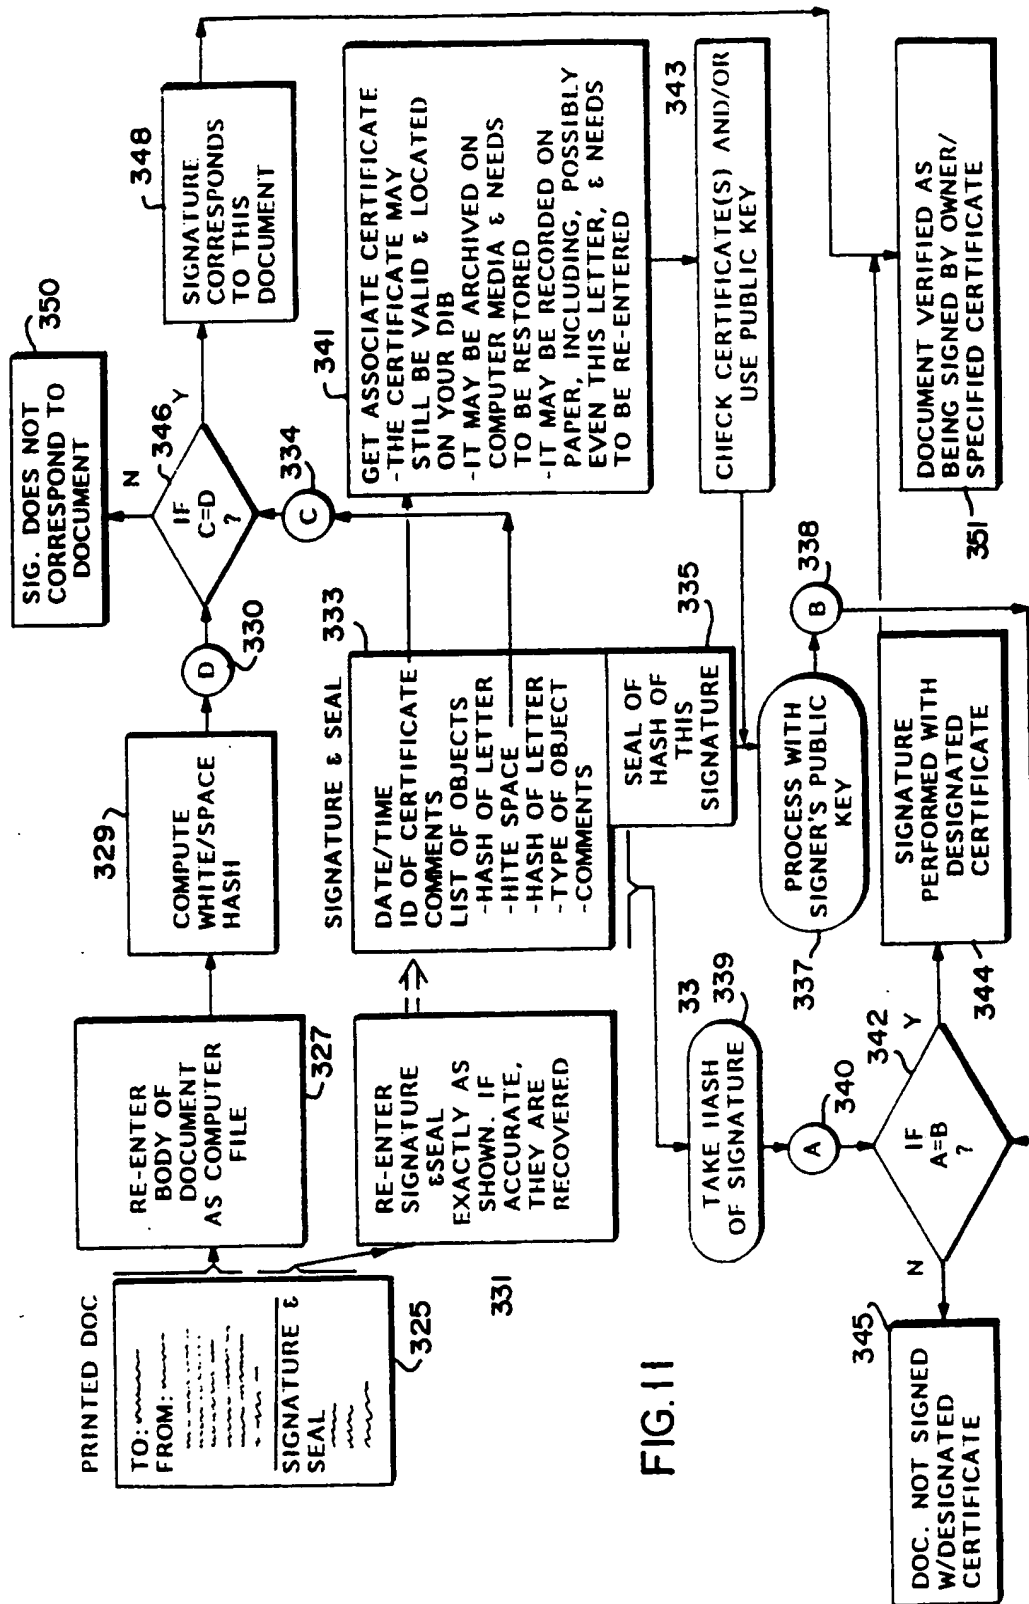 PRINTED DOC
TO:
FROM:
SIGNATURE &
SEAL
325
RE-ENTER
BODY OF
DOCUMENT
AS COMPUTER
FILE
327
COMPUTE
WHITE/SPACE
HASH
329
D
330
IF
C=D
?
346
N
Y
SIG. DOES NOT
CORRESPOND TO
DOCUMENT
350
SIGNATURE
CORRESPONDS
TO THIS
DOCUMENT
348
C
334
RE-ENTER
SIGNATURE
&SEAL
EXACTLY AS
SHOWN. IF
ACCURATE,
THEY ARE
RECOVERED
331
SIGNATURE & SEAL
333
DATE/TIME
ID OF CERTIFICATE
COMMENTS
LIST OF OBJECTS
-HASH OF LETTER
-HITE SPACE
-HASH OF LETTER
-TYPE OF OBJECT
-COMMENTS
SEAL OF
HASH OF
THIS
SIGNATURE
335
341
GET ASSOCIATE CERTIFICATE
-THE CERTIFICATE MAY
STILL BE VALID & LOCATED
ON YOUR DIB
-IT MAY BE ARCHIVED ON
COMPUTER MEDIA & NEEDS
TO BE RESTORED
-IT MAY BE RECORDED ON
PAPER, INCLUDING, POSSIBLY
EVEN THIS LETTER, & NEEDS
TO BE RE-ENTERED
343
CHECK CERTIFICATE(S) AND/OR
USE PUBLIC KEY
33
339
TAKE HASH
OF SIGNATURE
A
340
PROCESS WITH
SIGNER'S PUBLIC
KEY
337
B
338
IF
A=B
?
342
N
Y
345
DOC. NOT SIGNED
W/DESIGNATED
CERTIFICATE
SIGNATURE
PERFORMED WITH
DESIGNATED
CERTIFICATE
344
DOCUMENT VERIFIED AS
BEING SIGNED BY OWNER/
SPECIFIED CERTIFICATE
351
FIG.11